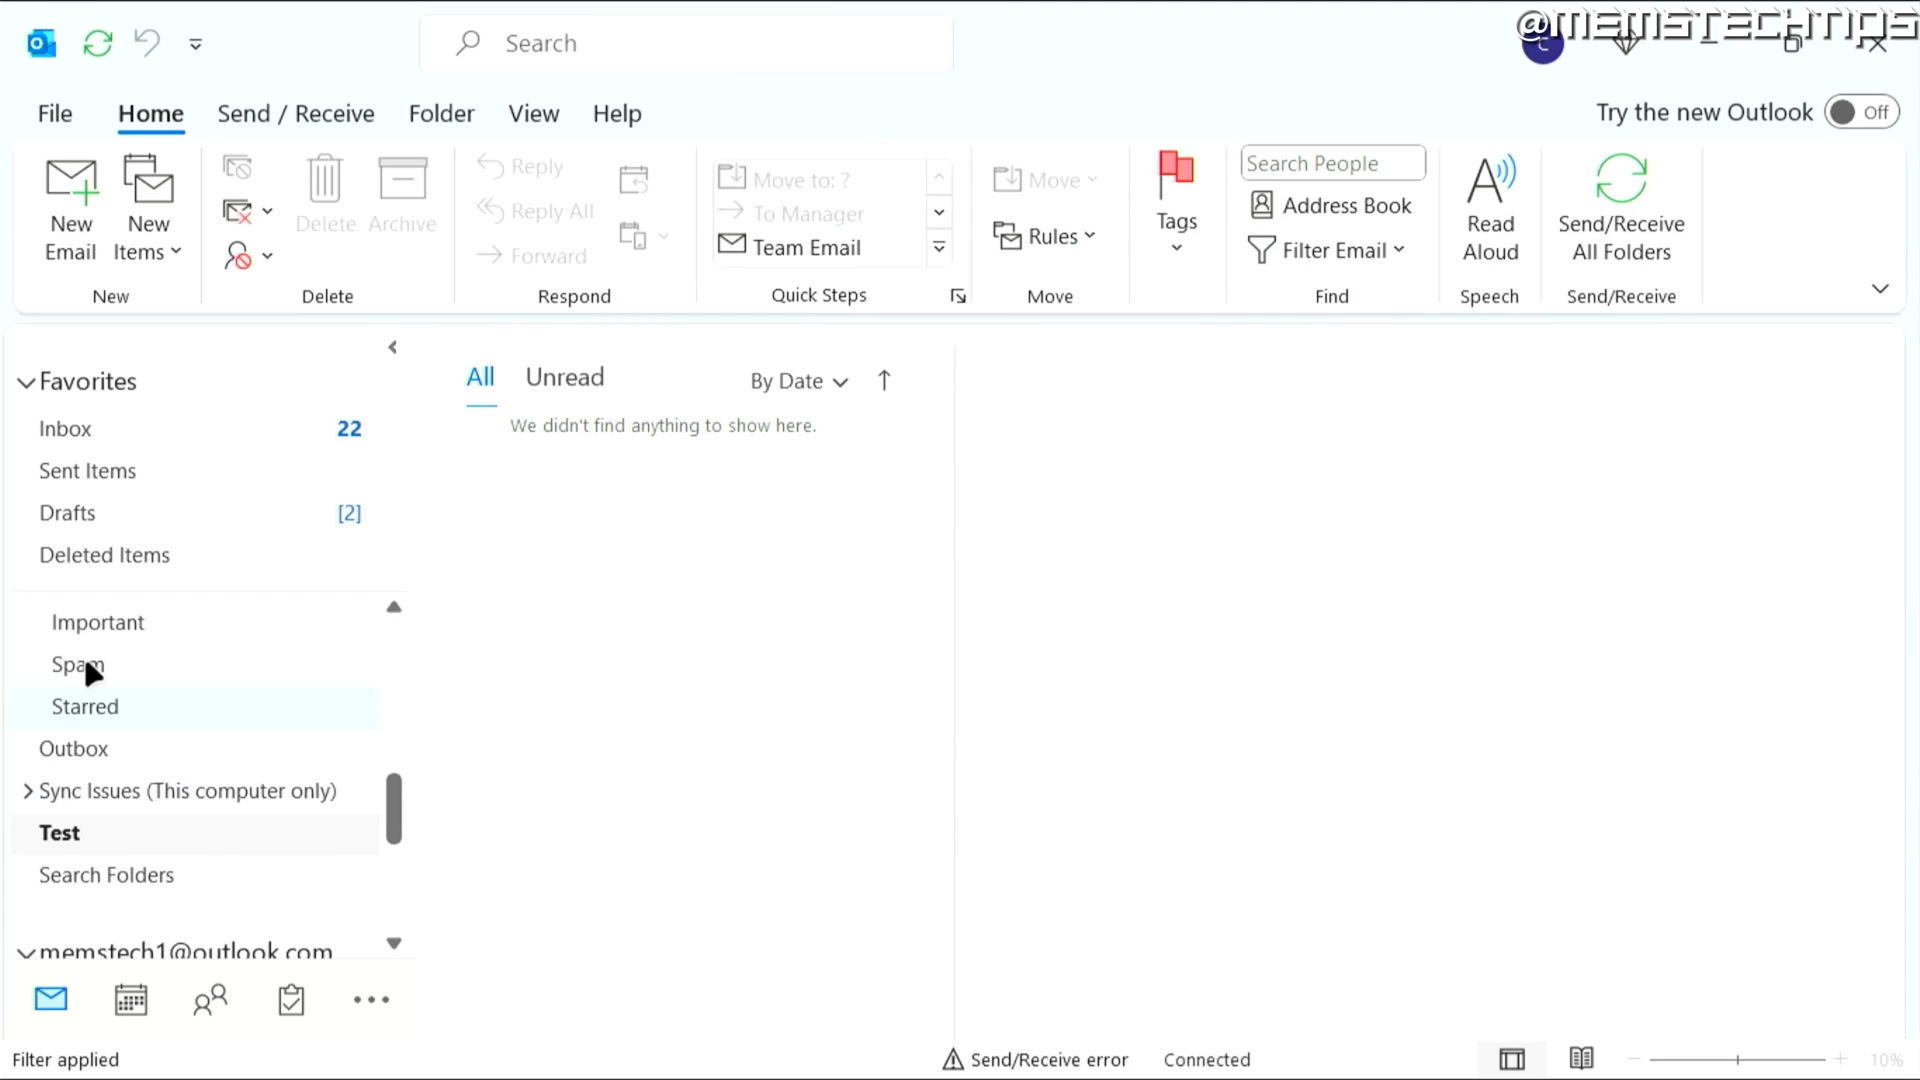 @MEMSTECHTIPS
Search
C
File Home Send / Receive Folder View Help
Try the new Outlook Off
New Email
New Items
Delete
Archive
Reply
Reply All
Forward
Move to: ?
To Manager
Team Email
Move
Rules
Tags
Search People
Address Book
Filter Email
Read Aloud
Send/Receive All Folders
New
Delete
Respond
Quick Steps
Move
Find
Speech
Send/Receive
Favorites
Inbox 22
Sent Items
Drafts [2]
Deleted Items
Important
Spam
Starred
Outbox
Sync Issues (This computer only)
Test
Search Folders
memstech1@outlook.com
All Unread By Date
We didn't find anything to show here.
Filter applied
Send/Receive error
Connected
10%